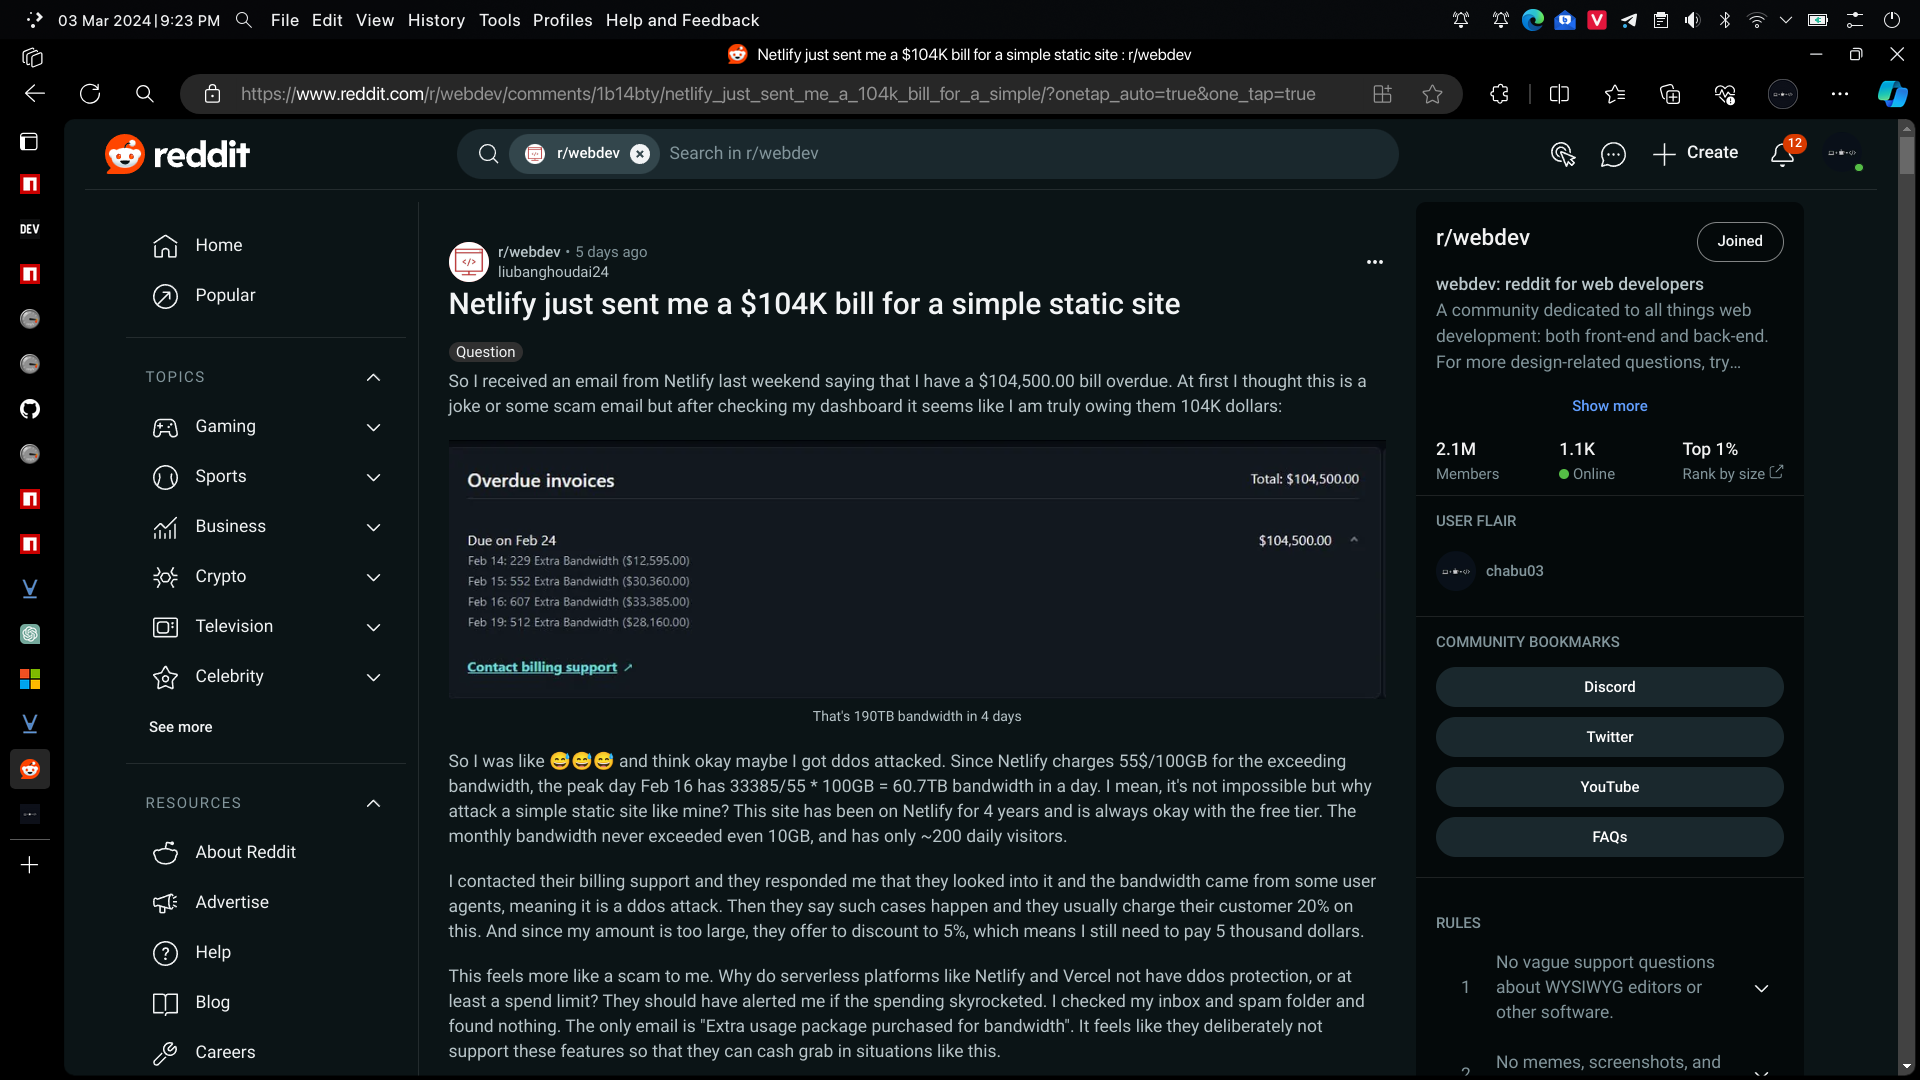 03 Mar 2024|9:23 PM File Edit View History Tools Profiles Help and Feedback
Netlify just sent me a $104K bill for a simple static site : r/webdev
https://www.reddit.com/r/webdev/comments/1b14bty/netlify_just_sent_me_a_104k_bill_for_a_simple/?onetap_auto=true&one_tap=true
DEV
reddit
r/webdev
Search in r/webdev
Create
12
Home
Popular
TOPICS
Gaming
Sports
Business
Crypto
Television
Celebrity
See more
RESOURCES
About Reddit
Advertise
Help
Blog
Careers
r/webdev • 5 days ago
liubanghoudai24
Netlify just sent me a $104K bill for a simple static site
Question
So I received an email from Netlify last weekend saying that I have a $104,500.00 bill overdue. At first I thought this is a
joke or some scam email but after checking my dashboard it seems like I am truly owing them 104K dollars:
Overdue invoices
Total: $104,500.00
Due on Feb 24
$104,500.00
Feb 14: 229 Extra Bandwidth ($12,595.00)
Feb 15: 552 Extra Bandwidth ($30,360.00)
Feb 16: 607 Extra Bandwidth ($33,385.00)
Feb 19: 512 Extra Bandwidth ($28,160.00)
Contact billing support ↗
That's 190TB bandwidth in 4 days
So I was like 😅😅😅 and think okay maybe I got ddos attacked. Since Netlify charges 55$/100GB for the exceeding
bandwidth, the peak day Feb 16 has 33385/55 * 100GB = 60.7TB bandwidth in a day. I mean, it's not impossible but why
attack a simple static site like mine? This site has been on Netlify for 4 years and is always okay with the free tier. The
monthly bandwidth never exceeded even 10GB, and has only ~200 daily visitors.
I contacted their billing support and they responded me that they looked into it and the bandwidth came from some user
agents, meaning it is a ddos attack. Then they say such cases happen and they usually charge their customer 20% on
this. And since my amount is too large, they offer to discount to 5%, which means I still need to pay 5 thousand dollars.
This feels more like a scam to me. Why do serverless platforms like Netlify and Vercel not have ddos protection, or at
least a spend limit? They should have alerted me if the spending skyrocketed. I checked my inbox and spam folder and
found nothing. The only email is "Extra usage package purchased for bandwidth". It feels like they deliberately not
support these features so that they can cash grab in situations like this.
r/webdev
Joined
webdev: reddit for web developers
A community dedicated to all things web
development: both front-end and back-end.
For more design-related questions, try...
Show more
2.1M 1.1K Top 1%
Members Online Rank by size
USER FLAIR
chabu03
COMMUNITY BOOKMARKS
Discord
Twitter
YouTube
FAQs
RULES
1
No vague support questions
about WYSIWYG editors or
other software.
2
No memes, screenshots, and